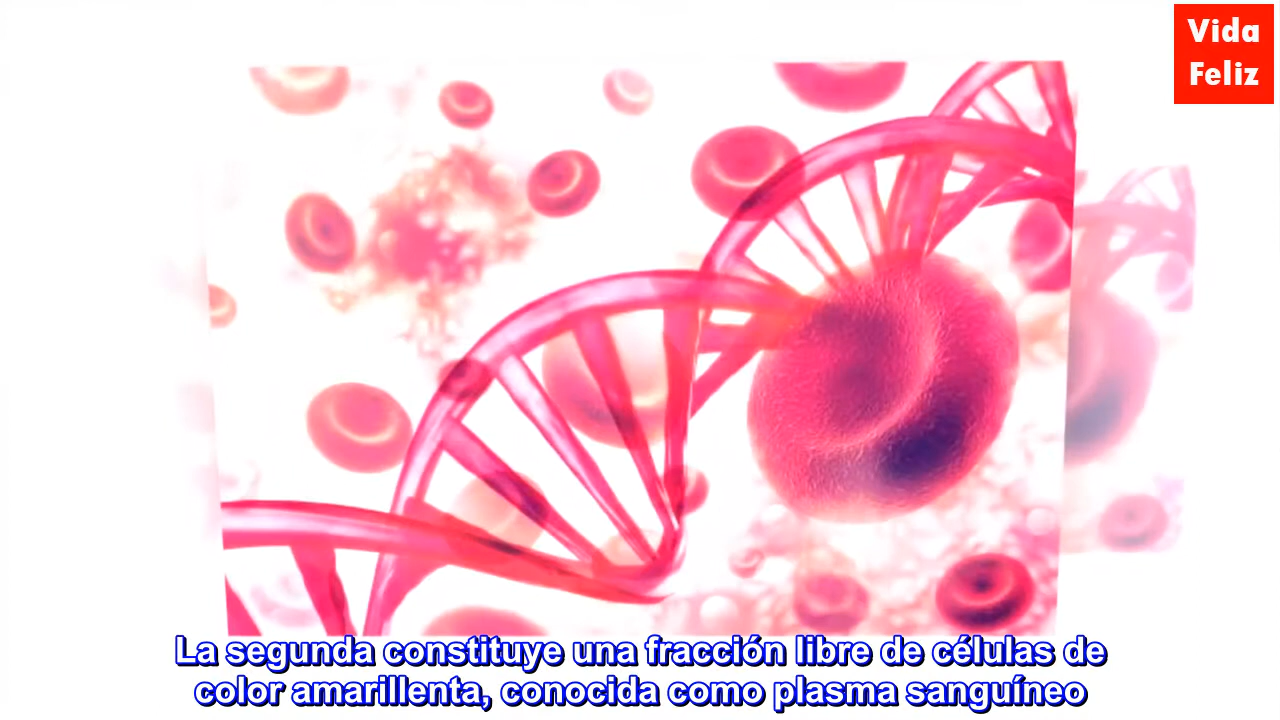 Vida
Feliz
La segunda constituye una fracción libre de células de
color amarillenta, conocida como plasma sanguíneo